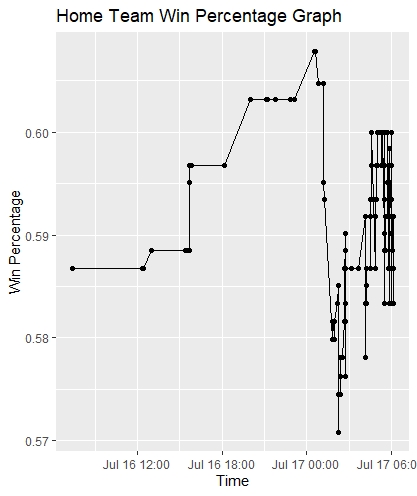 Home Team Win Percentage Graph
Win Percentage
0.60
0.59
0.58
0.57
Jul 16 12:00 Jul 16 18:00 Jul 17 00:00 Jul 17 06:0
Time